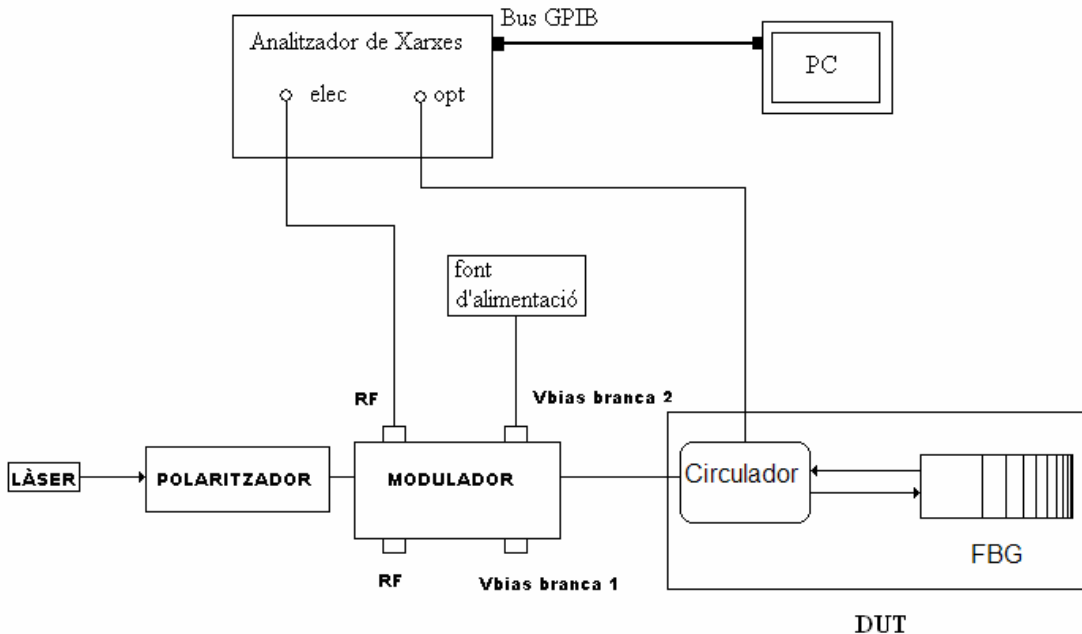 Bus GPIB
Analitzador de Xarxes
PC
elec
opt
font
d'alimentació
RF
Vbias branca 2
LÀSER
POLARITZADOR
MODULADOR
Circulador
FBG
RF
Vbias branca 1
DUT